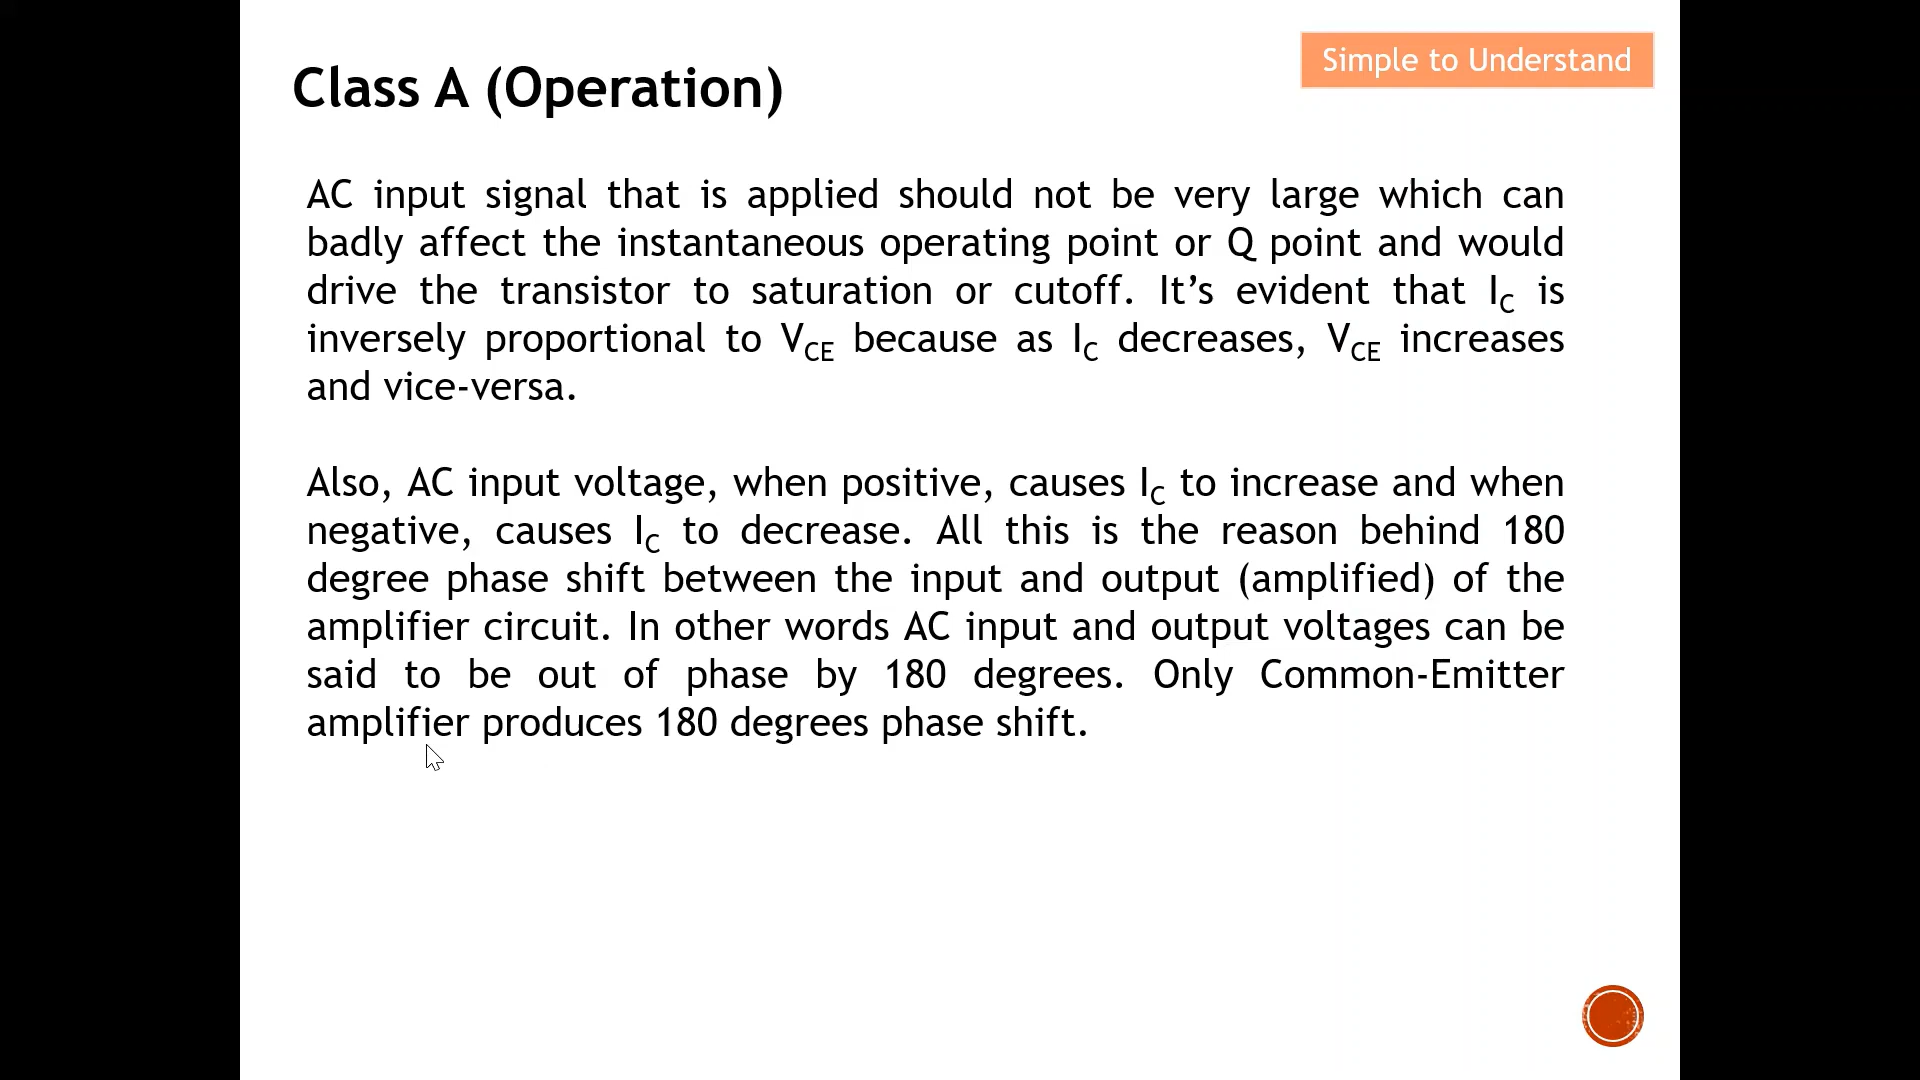 Simple to Understand
Class A (Operation)
AC input signal that is applied should not be very large which can
badly affect the instantaneous operating point or Q point and would
drive the transistor to saturation or cutoff. It’s evident that IC is
inversely proportional to VCE because as IC decreases, VCE increases
and vice-versa.
Also, AC input voltage, when positive, causes IC to increase and when
negative, causes IC to decrease. All this is the reason behind 180
degree phase shift between the input and output (amplified) of the
amplifier circuit. In other words AC input and output voltages can be
said to be out of phase by 180 degrees. Only Common-Emitter
amplifier produces 180 degrees phase shift.